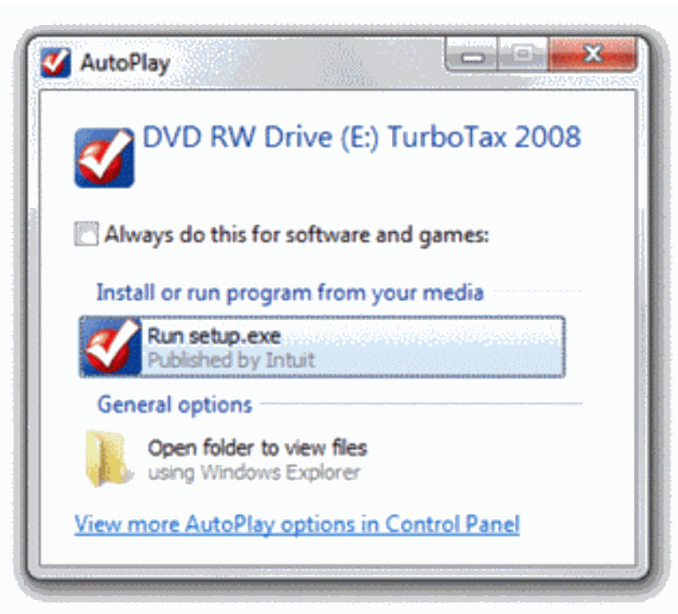 AutoPlay
DVD RW Drive (E:) TurboTax 2008
Always do this for software and games:
Install or run program from your media
Run setup.exe
Published by Intuit
General options
Open folder to view files
using Windows Explorer
View more AutoPlay options in Control Panel